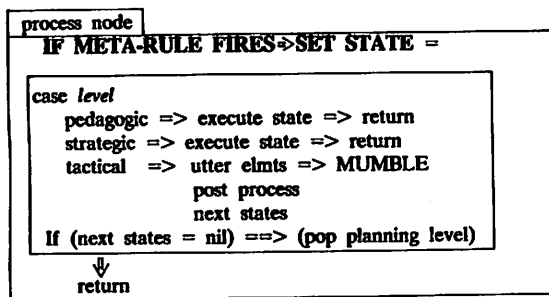 process node
IF META-RULE FIRES=>SET STATE =
case level
pedagogic => execute state => return
strategic => execute state => return
tactical => utter elmts => MUMBLE
post process
next states
If (next states = nil) ==> (pop planning level)
⇓
return